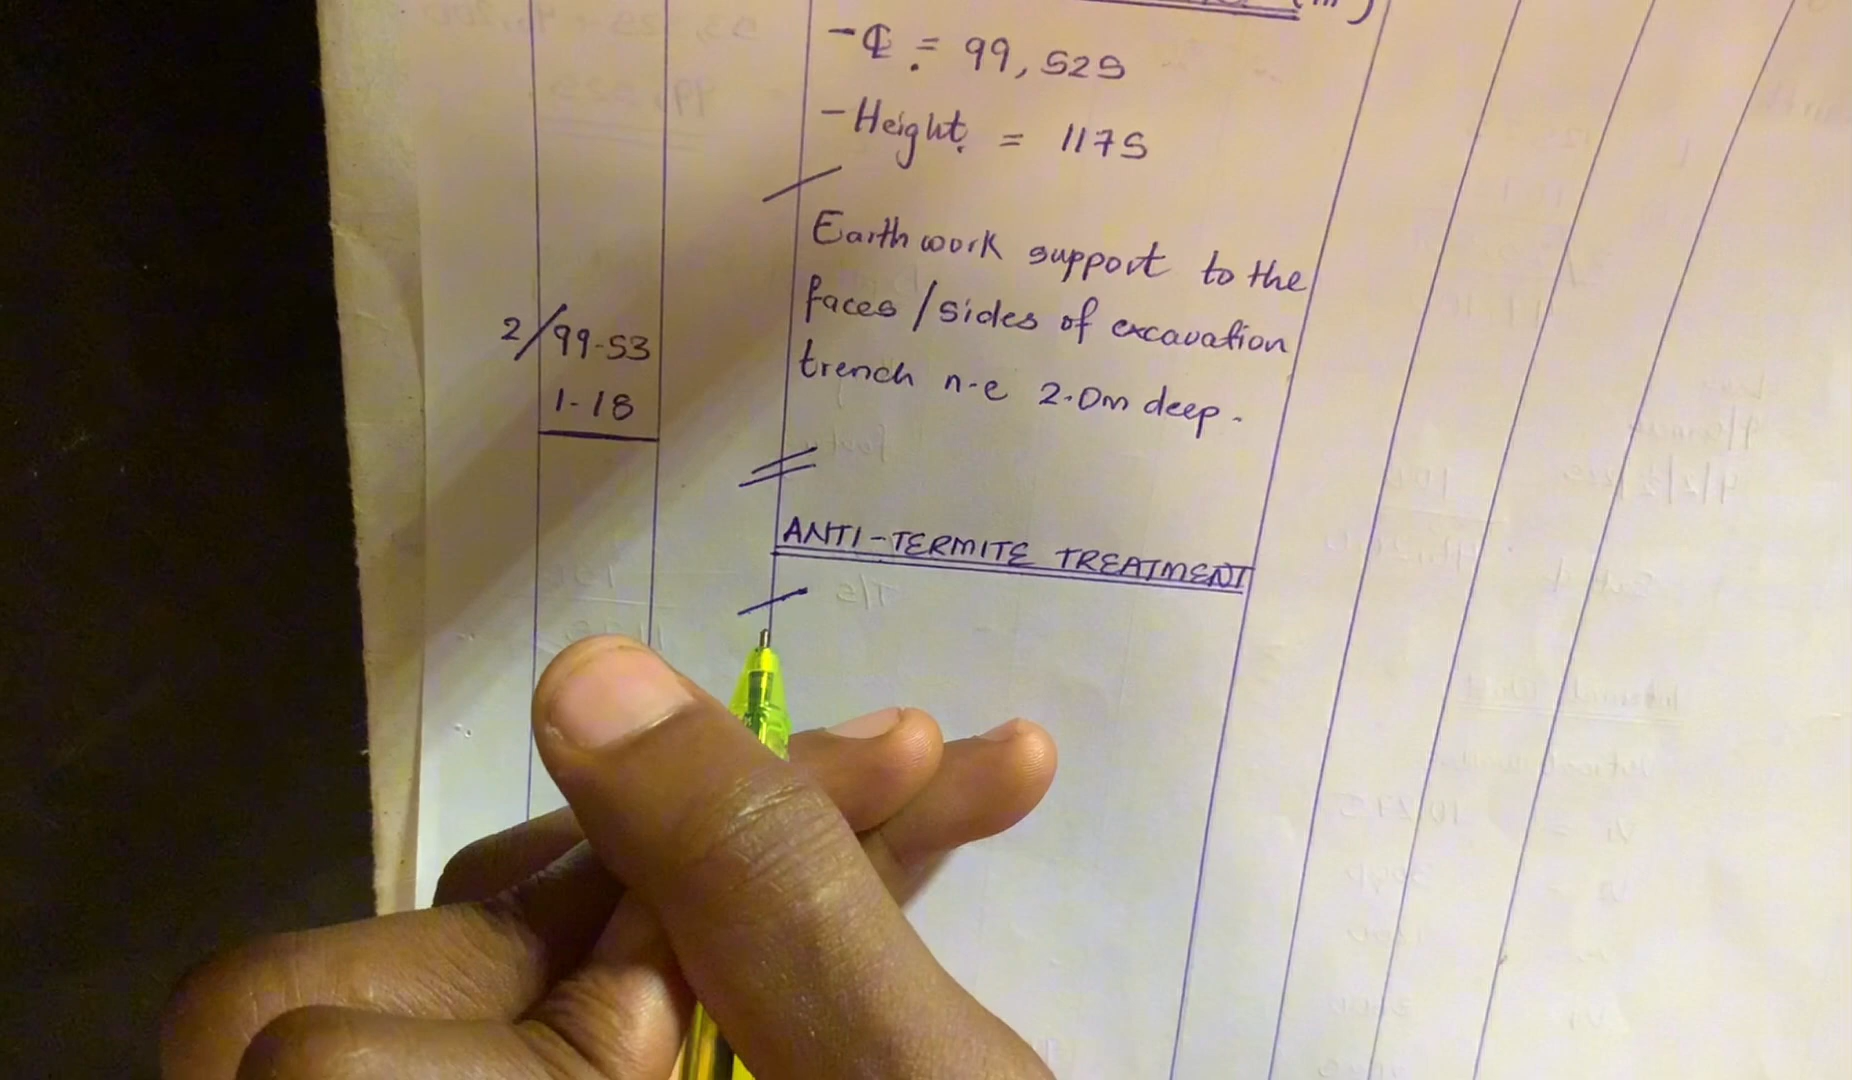 -℄ = 99,525
-Height = 1175
Earthwork support to the
faces/sides of excavation
trench n-e 2.0m deep-
2/99-53
1-18
ANTI-TERMITE TREATMENT